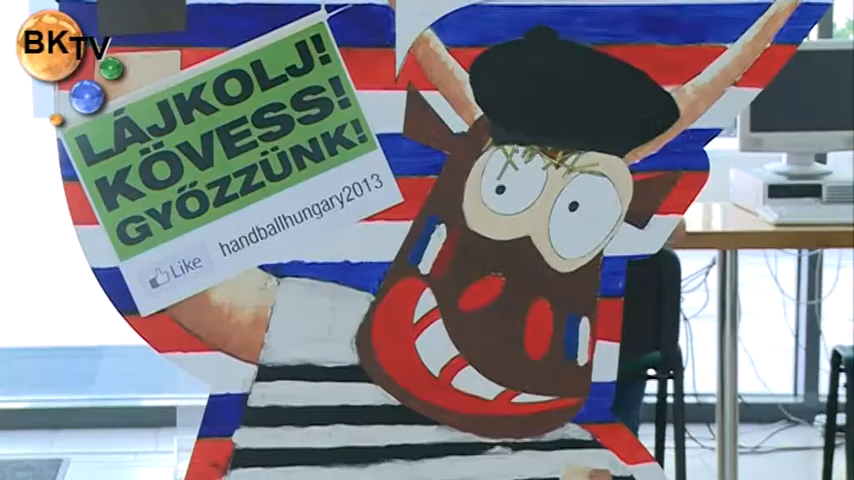 BKTV
LÁJKOLJ!
KÖVESS!
GYŐZZÜNK!
handballhungary2013
Like